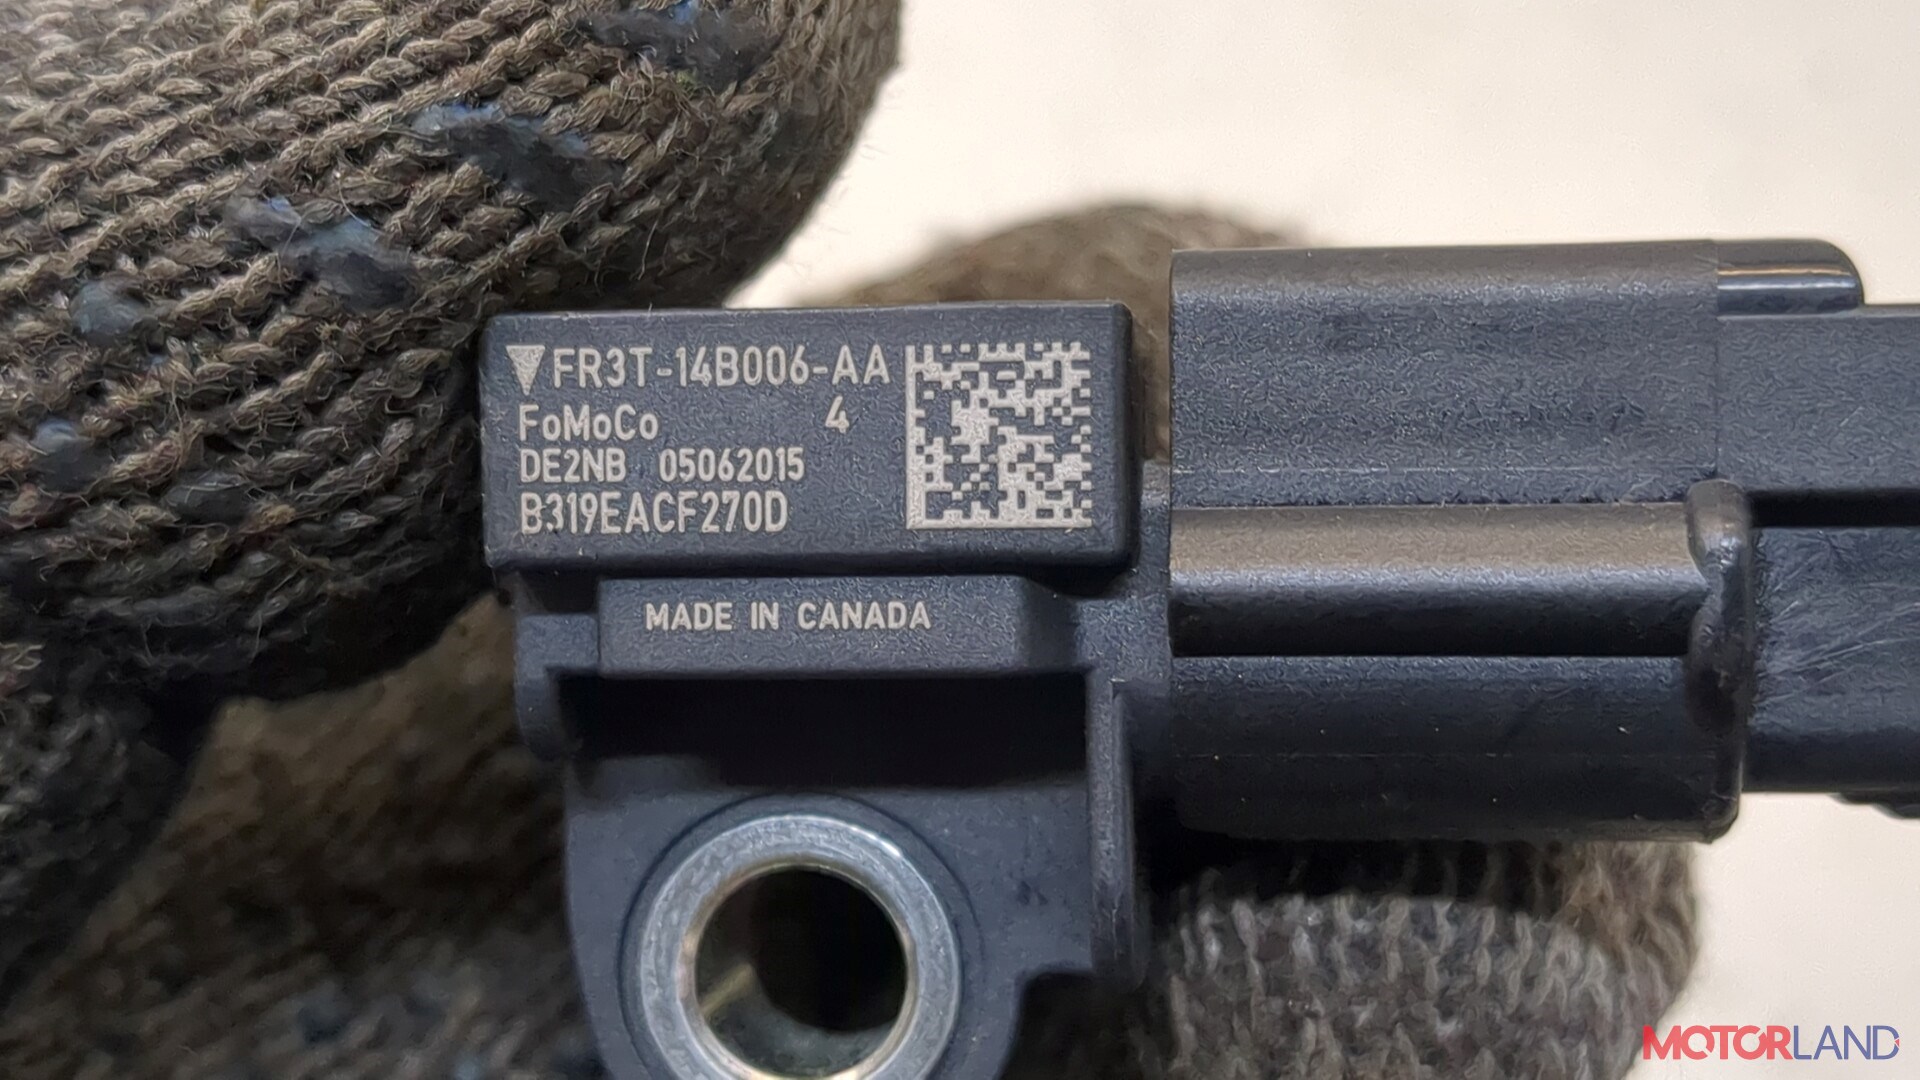 ▼FR3T-14B006-AA
FoMoCo 4
DE2NB 05062015
B319EACF270D
MADE IN CANADA
MOTORLAND